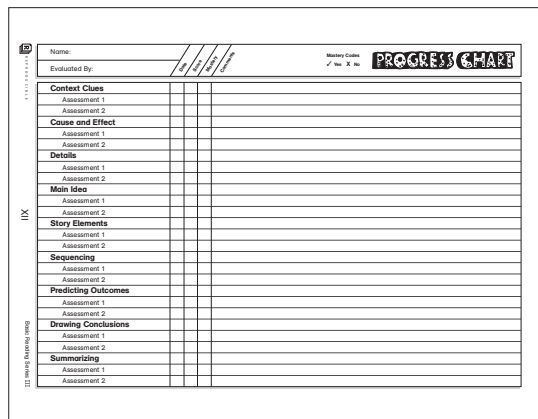 Name:
Evaluated By:
Date
Score
Mastery
Comments
Mastery Codes
✓ Yes X No
PROGRESS CHART
Context Clues
Assessment 1
Assessment 2
Cause and Effect
Assessment 1
Assessment 2
Details
Assessment 1
Assessment 2
Main Idea
Assessment 1
Assessment 2
Story Elements
Assessment 1
Assessment 2
Sequencing
Assessment 1
Assessment 2
Predicting Outcomes
Assessment 1
Assessment 2
Drawing Conclusions
Assessment 1
Assessment 2
Summarizing
Assessment 1
Assessment 2
XII
Basic Reading Series III